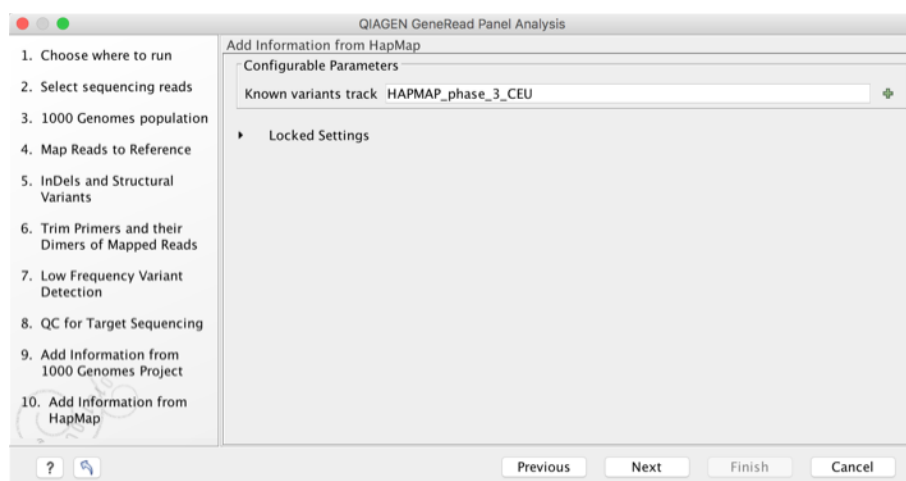 QIAGEN GeneRead Panel Analysis
1. Choose where to run
2. Select sequencing reads
3. 1000 Genomes population
4. Map Reads to Reference
5. InDels and Structural
Variants
6. Trim Primers and their
Dimers of Mapped Reads
7. Low Frequency Variant
Detection
8. QC for Target Sequencing
9. Add Information from
1000 Genomes Project
10. Add Information from
HapMap
Add Information from HapMap
Configurable Parameters
Known variants track HAPMAP_phase_3_CEU
Locked Settings
? Previous Next Finish Cancel